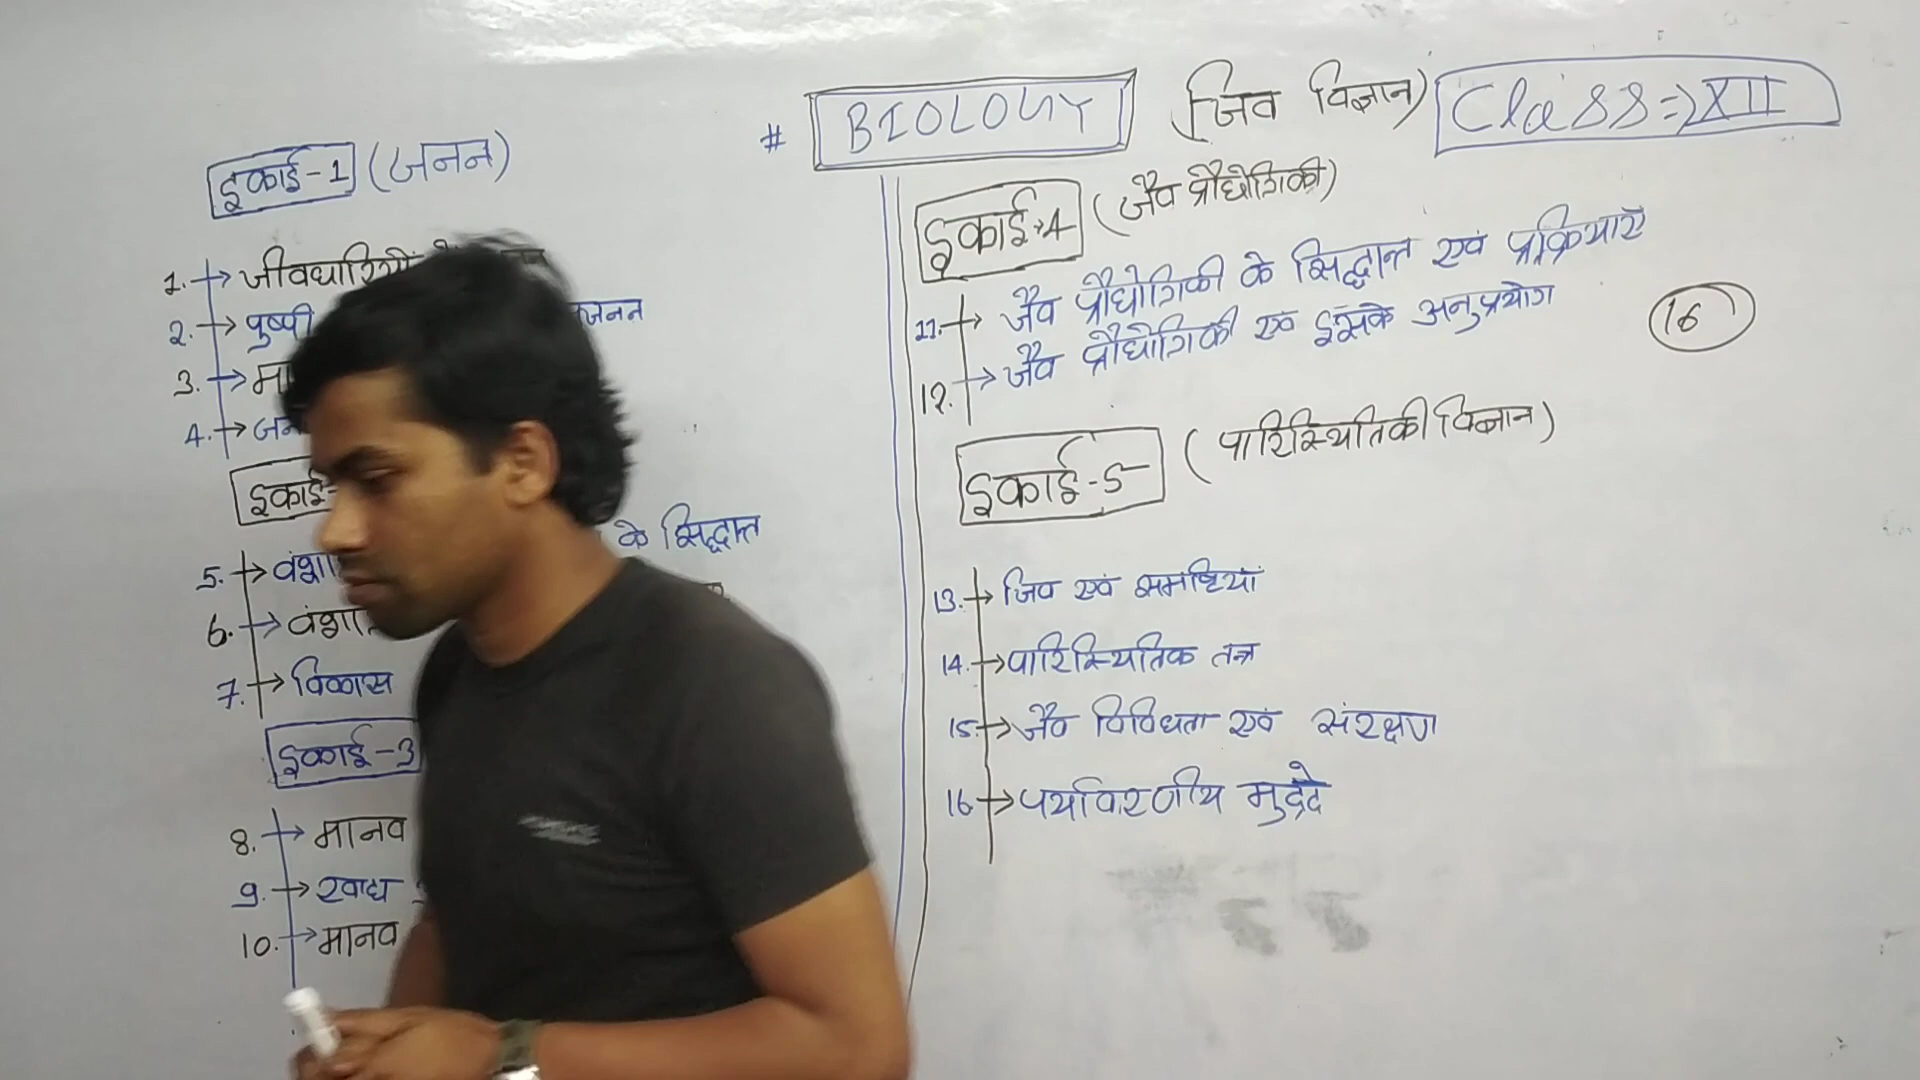 # BIOLOGY (जिव विज्ञान) Class => XII
इकाई-1 (जनन)
1. → जीवधारियों
2. → पुष्पी जनन
3. →
4. →
इकाई-
5. → के सिद्धान्त
6. →
7. → विकास
इकाई-3
8. → मानव
9. → खाद्य
10. → मानव
इकाई-4 (जैव प्रौद्योगिकी)
11. → जैव प्रौद्योगिकी के सिद्धान्त एवं प्रक्रियाएँ
12. → जैव प्रौद्योगिकी एवं इसके अनुप्रयोग
16
इकाई-5 (पारिस्थितिकी विज्ञान)
13. → जिव एवं समष्टियाँ
14. → पारिस्थितिक तन्त्र
15. → जैव विविधता एवं संरक्षण
16. → पर्यावरणीय मुद्दे